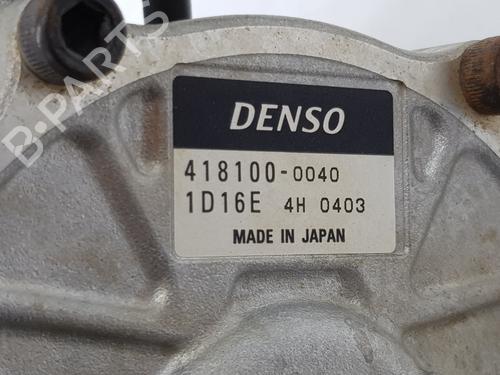 B-PARTS
DENSO
418100-0040
1D16E 4H 0403
MADE IN JAPAN